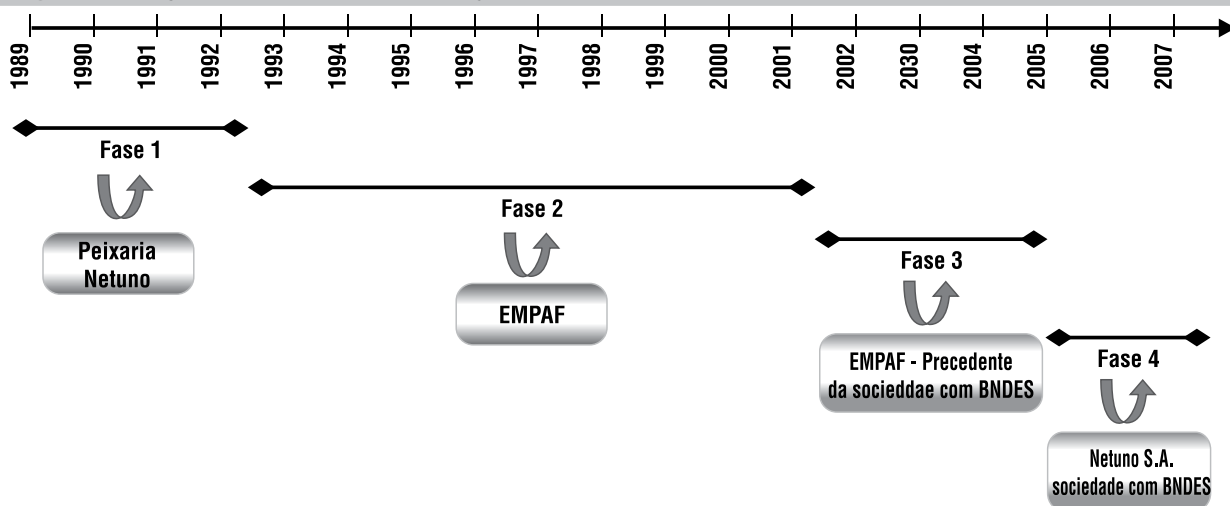 1989
1990
1991
1992
1993
1994
1995
1996
1997
1998
1999
2000
2001
2002
2030
2004
2005
2006
2007
Fase 1
Peixaria
Netuno
Fase 2
EMPAF
Fase 3
EMPAF - Precedente
da socieddae com BNDES
Fase 4
Netuno S.A.
sociedade com BNDES